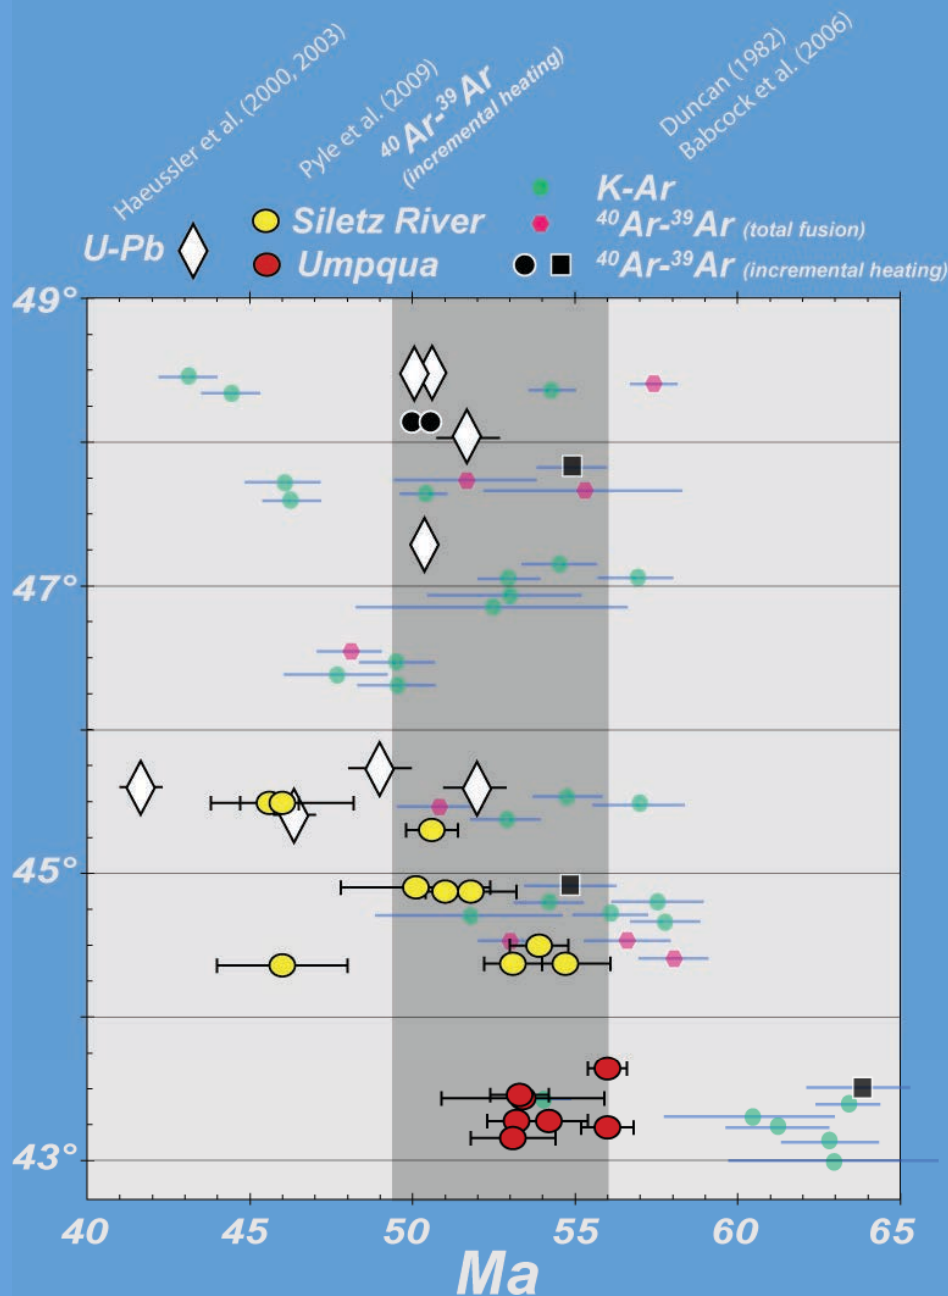 Haeussler et al. (2000, 2003)
Pyle et al. (2009)
40Ar-39Ar
(incremental heating)
Duncan (1982)
Babcock et al. (2006)
U-Pb
Siletz River
Umpqua
K-Ar
40Ar-39Ar (total fusion)
40Ar-39Ar (incremental heating)
49°
47°
45°
43°
40 45 50 55 60 65
Ma